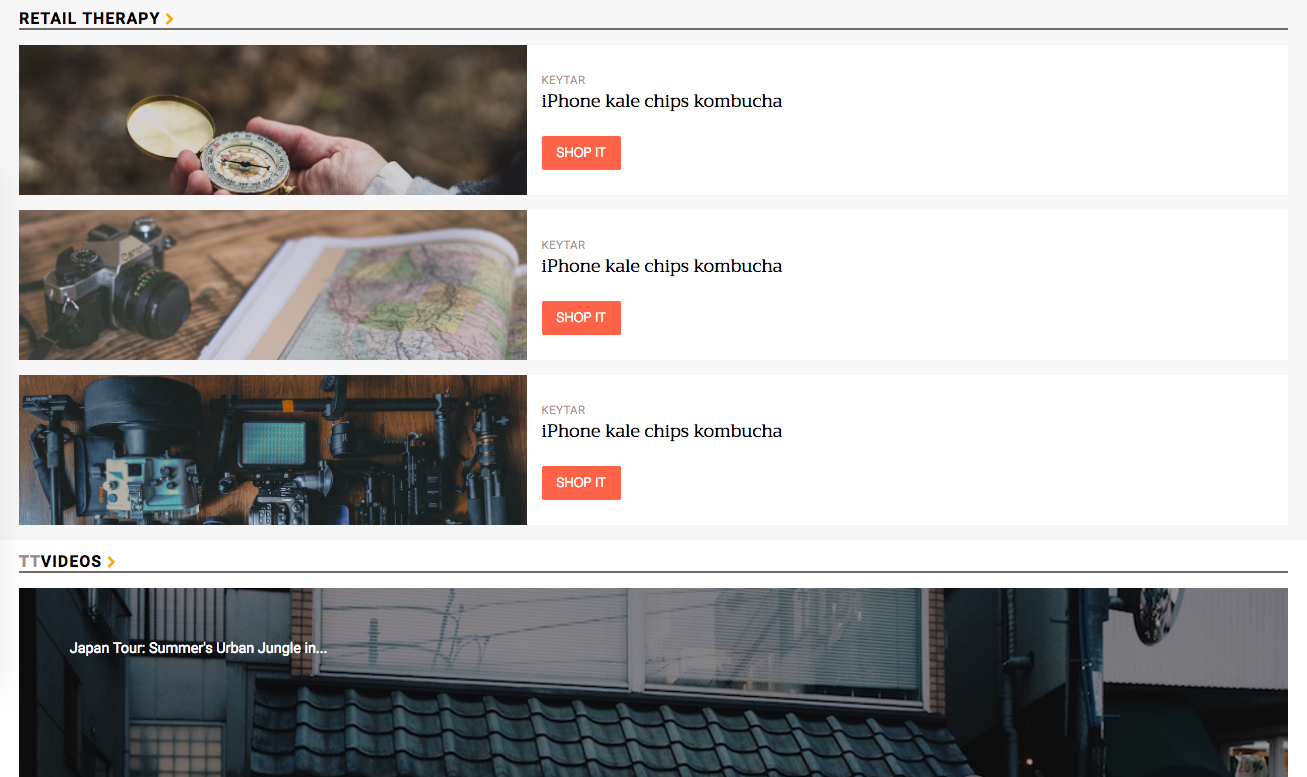 RETAIL THERAPY
KEYTAR
iPhone kale chips kombucha
SHOP IT
Canon
KEYTAR
iPhone kale chips kombucha
SHOP IT
KEYTAR
iPhone kale chips kombucha
SHOP IT
TTVIDEOS
Japan Tour: Summer's Urban Jungle in...